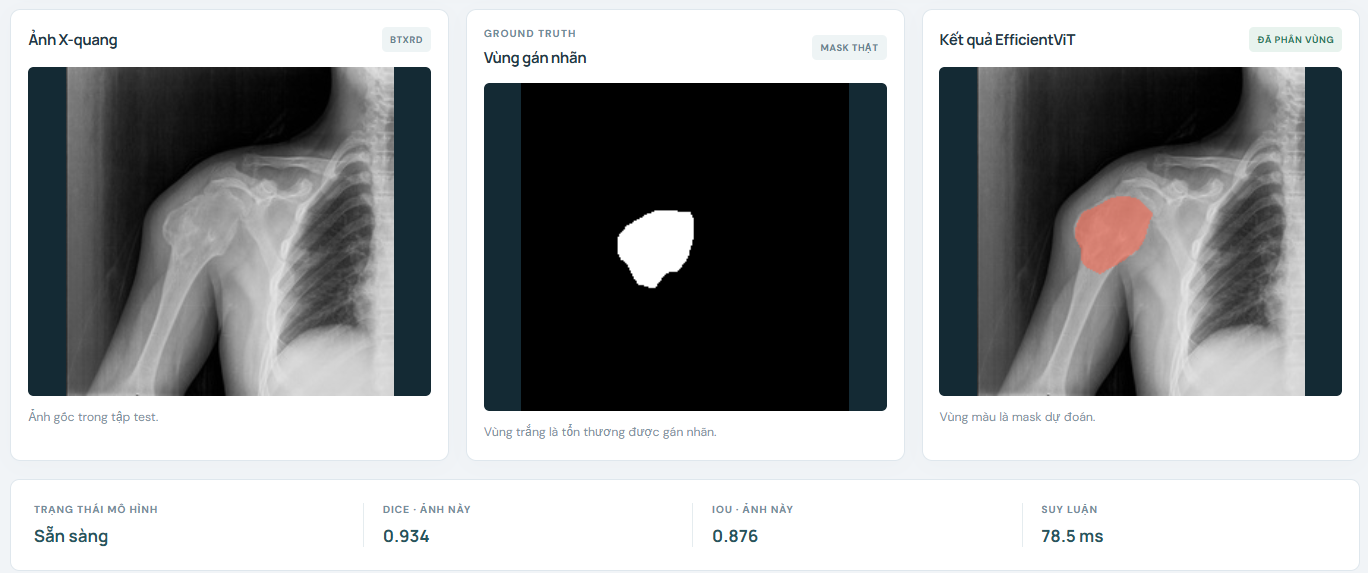 Ảnh X-quang
BTXRD
Ảnh gốc trong tập test.
GROUND TRUTH
Vùng gán nhãn
MASK THẬT
Vùng trắng là tổn thương được gán nhãn.
Kết quả EfficientViT
ĐÃ PHÂN VÙNG
Vùng màu là mask dự đoán.
TRẠNG THÁI MÔ HÌNH
Sẵn sàng
DICE · ẢNH NÀY
0.934
IOU · ẢNH NÀY
0.876
SUY LUẬN
78.5 ms